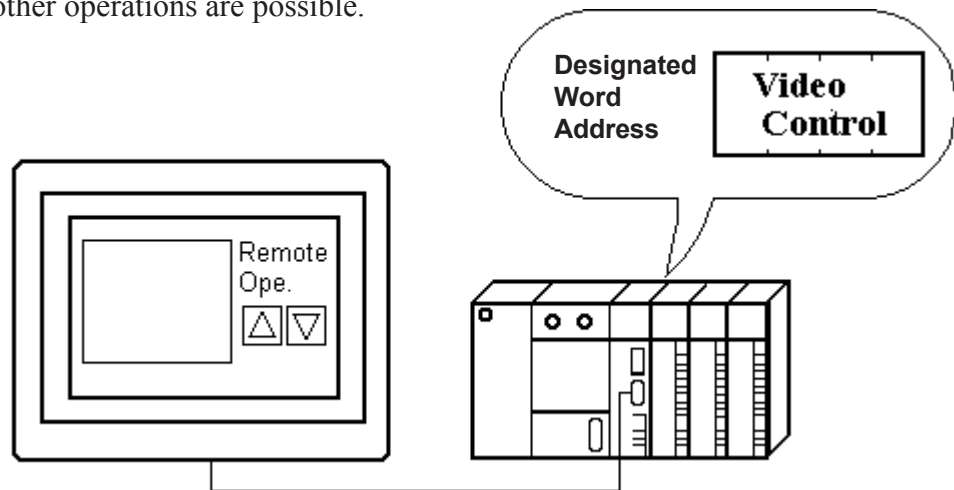 other operations are possible.
Designated
Word
Address
Video
Control
Remote
Ope.